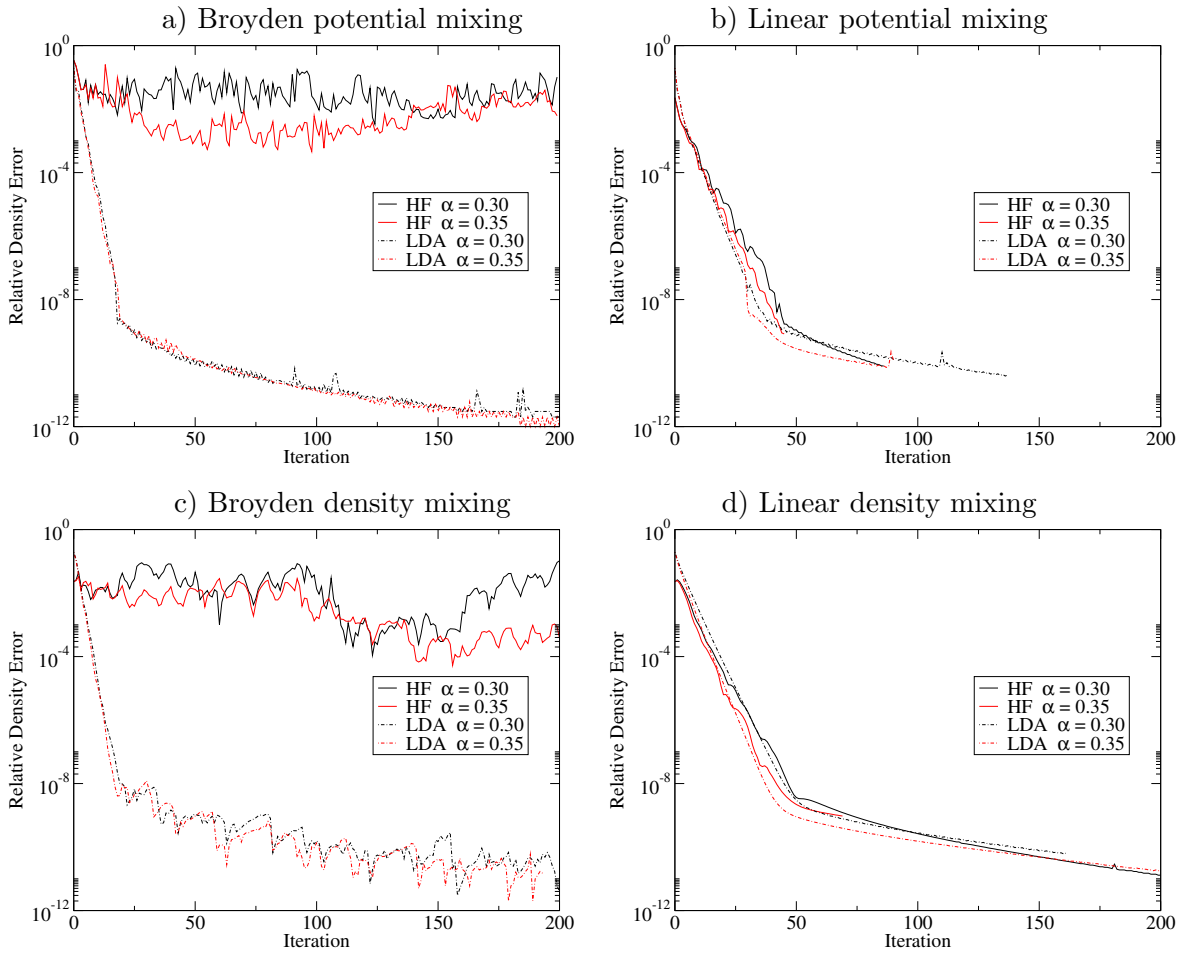 a) Broyden potential mixing
10^0
10^-4
10^-8
10^-12
Relative Density Error
HF α = 0.30
HF α = 0.35
LDA α = 0.30
LDA α = 0.35
0 50 100 150 200
Iteration
b) Linear potential mixing
10^0
10^-4
10^-8
10^-12
Relative Density Error
HF α = 0.30
HF α = 0.35
LDA α = 0.30
LDA α = 0.35
0 50 100 150 200
Iteration
c) Broyden density mixing
10^0
10^-4
10^-8
10^-12
Relative Density Error
HF α = 0.30
HF α = 0.35
LDA α = 0.30
LDA α = 0.35
0 50 100 150 200
Iteration
d) Linear density mixing
10^0
10^-4
10^-8
10^-12
Relative Density Error
HF α = 0.30
HF α = 0.35
LDA α = 0.30
LDA α = 0.35
0 50 100 150 200
Iteration